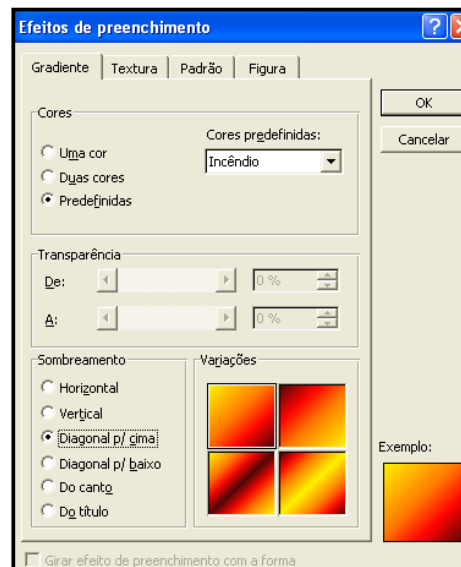 Efeitos de preenchimento
Gradiente Textura Padrão Figura
OK
Cancelar
Cores
Cores predefinidas:
Uma cor
Incêndio
Duas cores
Predefinidas
Transparência
De: 0 %
A: 0 %
Sombreamento
Horizontal
Vertical
Diagonal p/ cima
Diagonal p/ baixo
Do canto
Do título
Variações
Exemplo:
Girar efeito de preenchimento com a forma